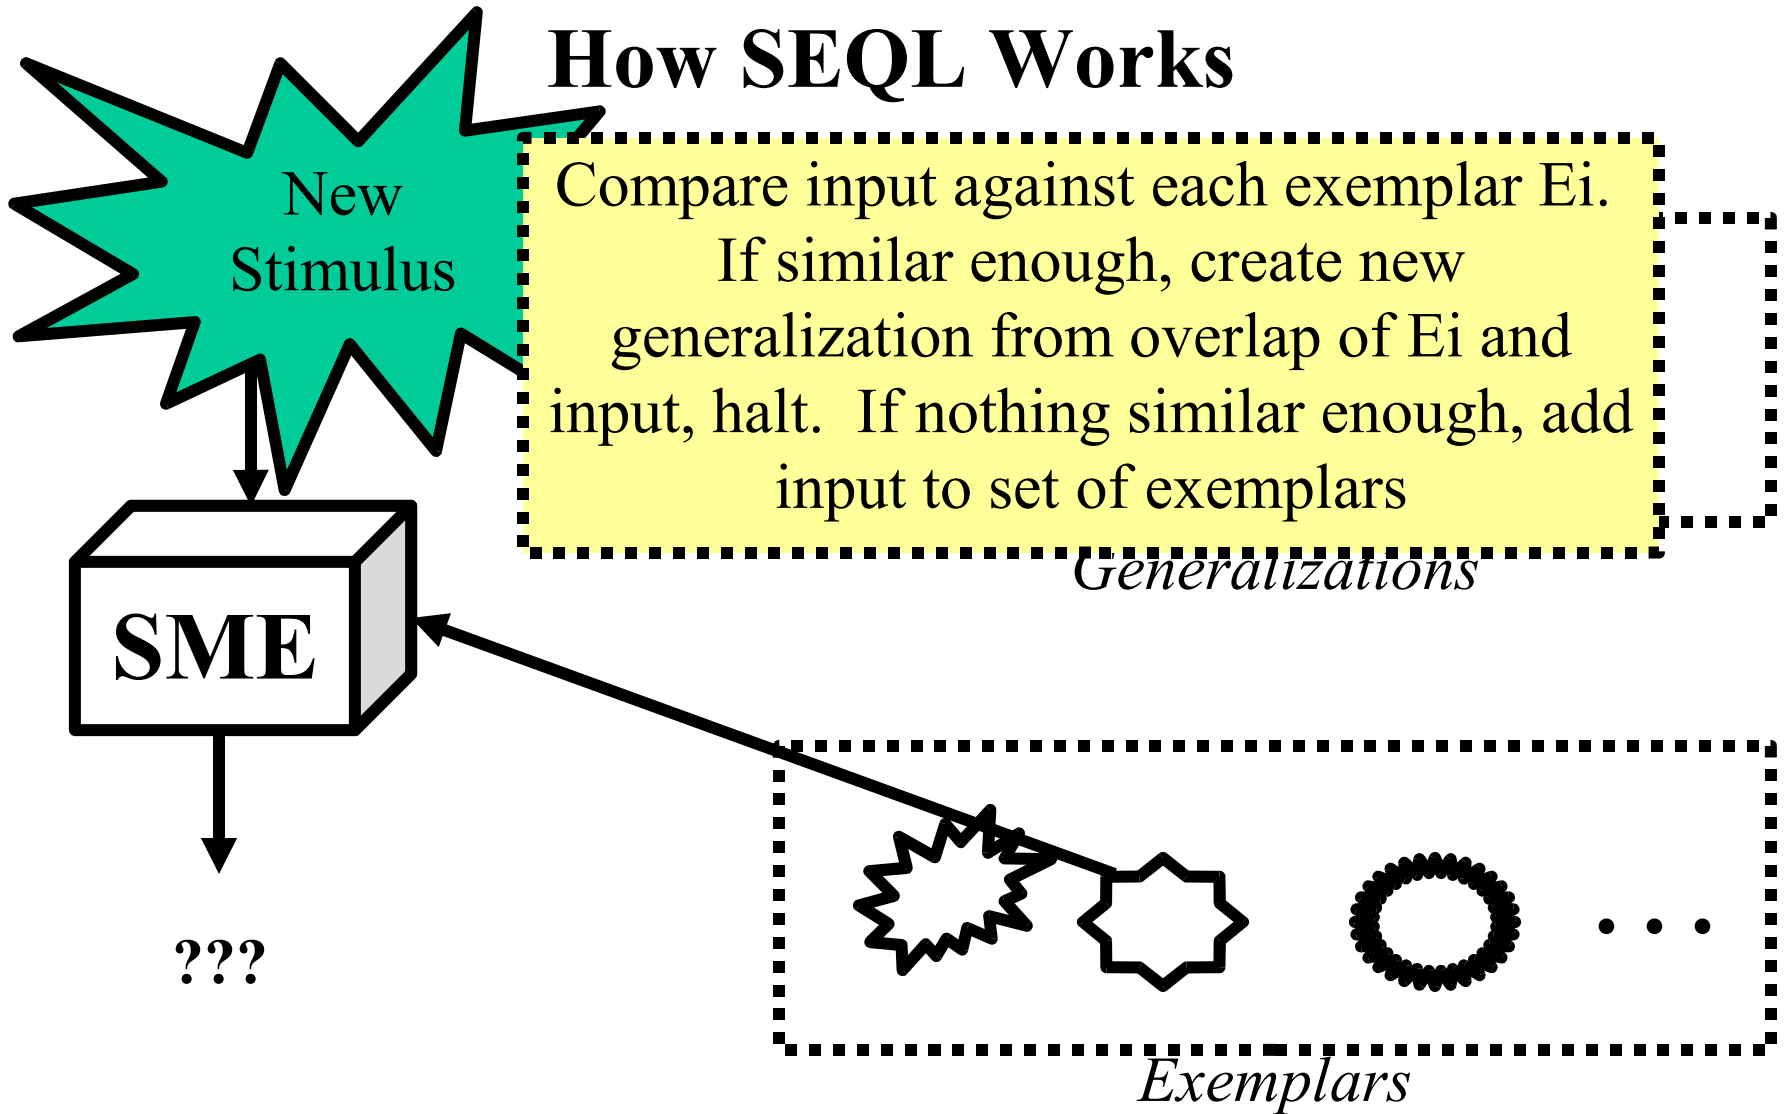 How SEQL Works
New
Stimulus
Compare input against each exemplar Ei.
If similar enough, create new
generalization from overlap of Ei and
input, halt.  If nothing similar enough, add
input to set of exemplars
Generalizations
SME
???
. . .
Exemplars